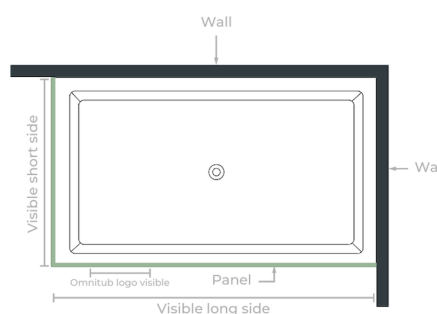 Wall
Visible short side
Wa
Omnitub logo visible
Panel
Visible long side